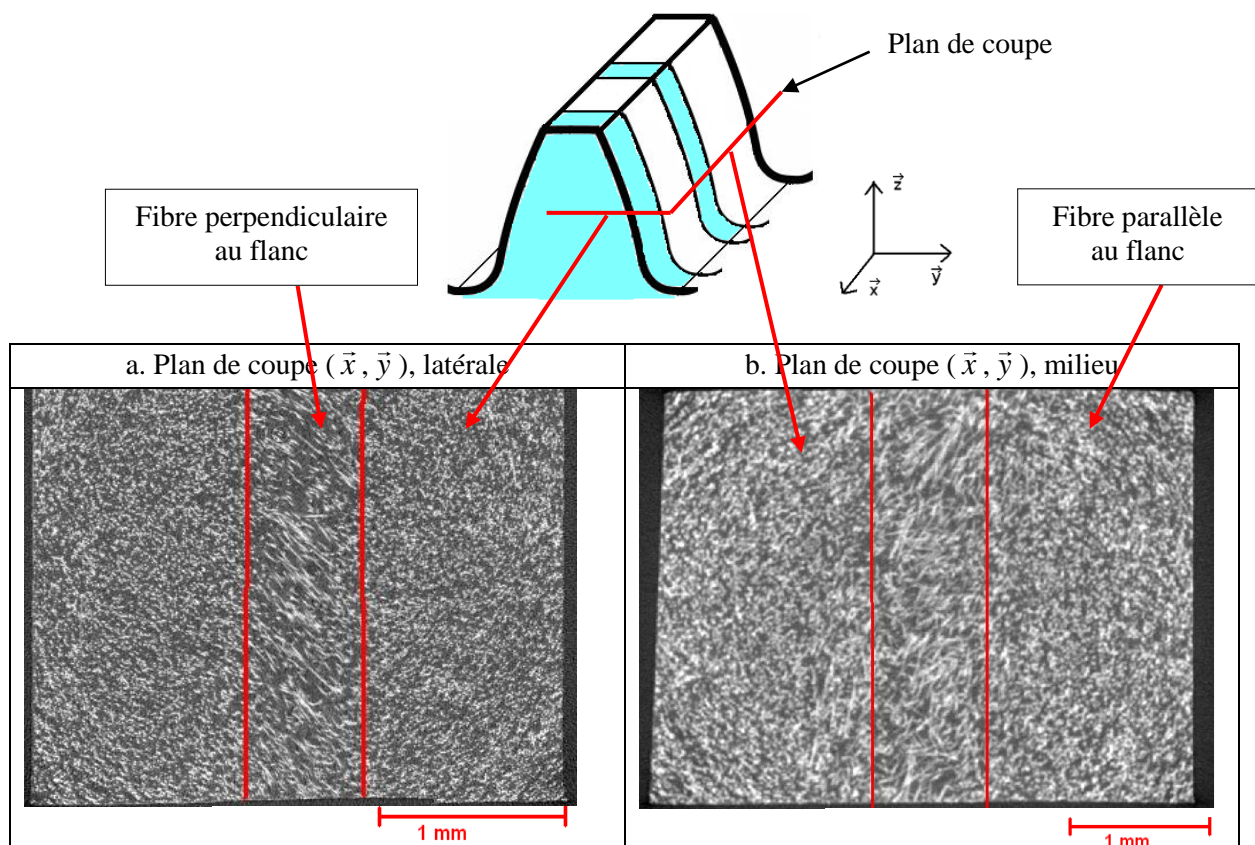 Plan de coupe
Fibre perpendiculaire
au flanc
z
y
x
Fibre parallèle
au flanc
a. Plan de coupe ( x , y ), latérale
b. Plan de coupe ( x , y ), milieu
1 mm
1 mm